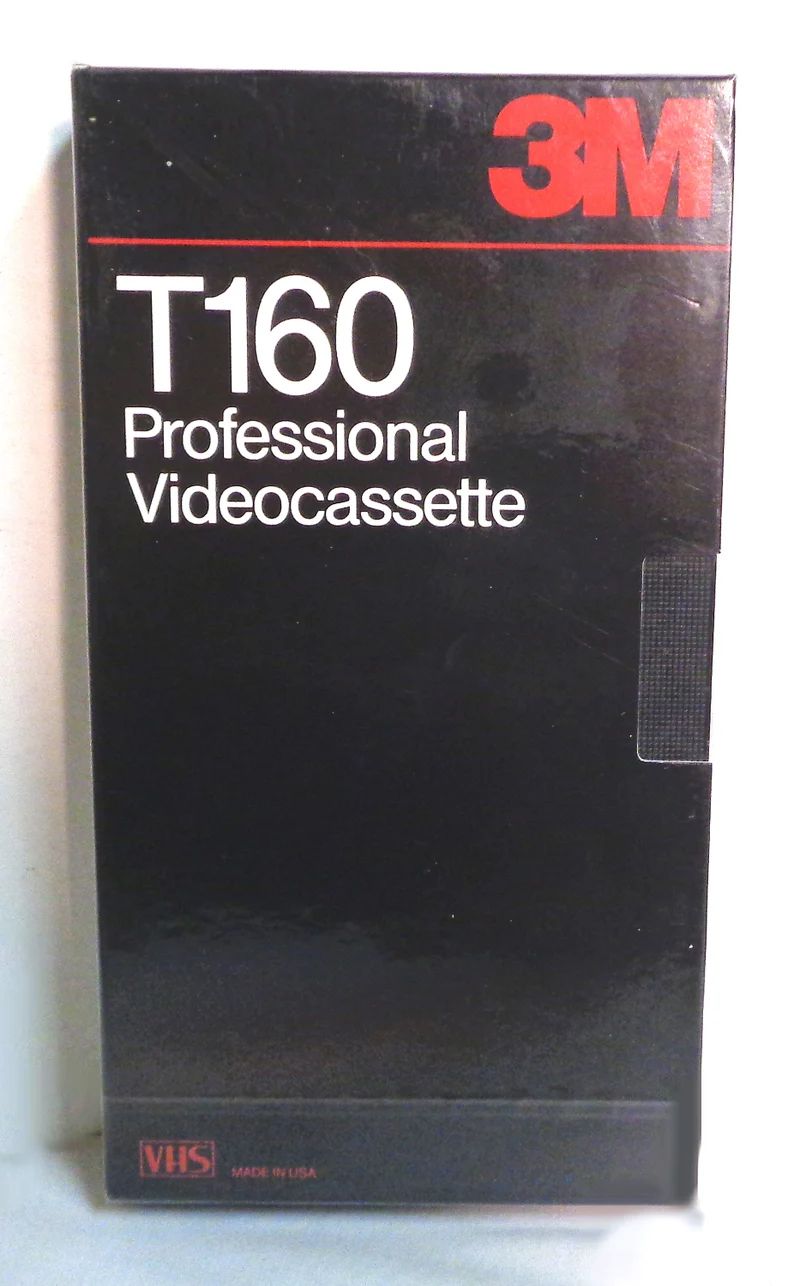 3M
T160
Professional
Videocassette
VHS
MADE IN USA